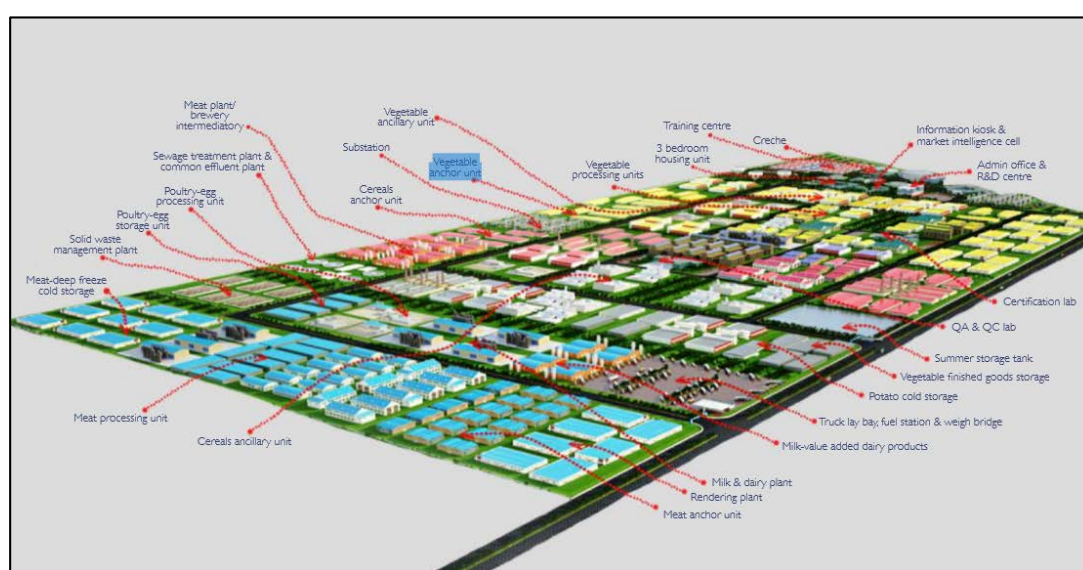 Meat plant/
brewery
intermediatory
Vegetable
ancillary unit
Training centre
Creche
Information kiosk &
market intelligence cell
Substation
Vegetable
anchor unit
3 bedroom
housing unit
Sewage treatment plant &
common effluent plant
Vegetable
processing units
Admin office &
R&D centre
Poultry-egg
processing unit
Cereals
anchor unit
Poultry-egg
storage unit
Solid waste
management plant
Meat-deep freeze
cold storage
Certification lab
QA & QC lab
Summer storage tank
Vegetable finished goods storage
Potato cold storage
Meat processing unit
Truck lay bay, fuel station & weigh bridge
Cereals ancillary unit
Milk-value added dairy products
Milk & dairy plant
Rendering plant
Meat anchor unit